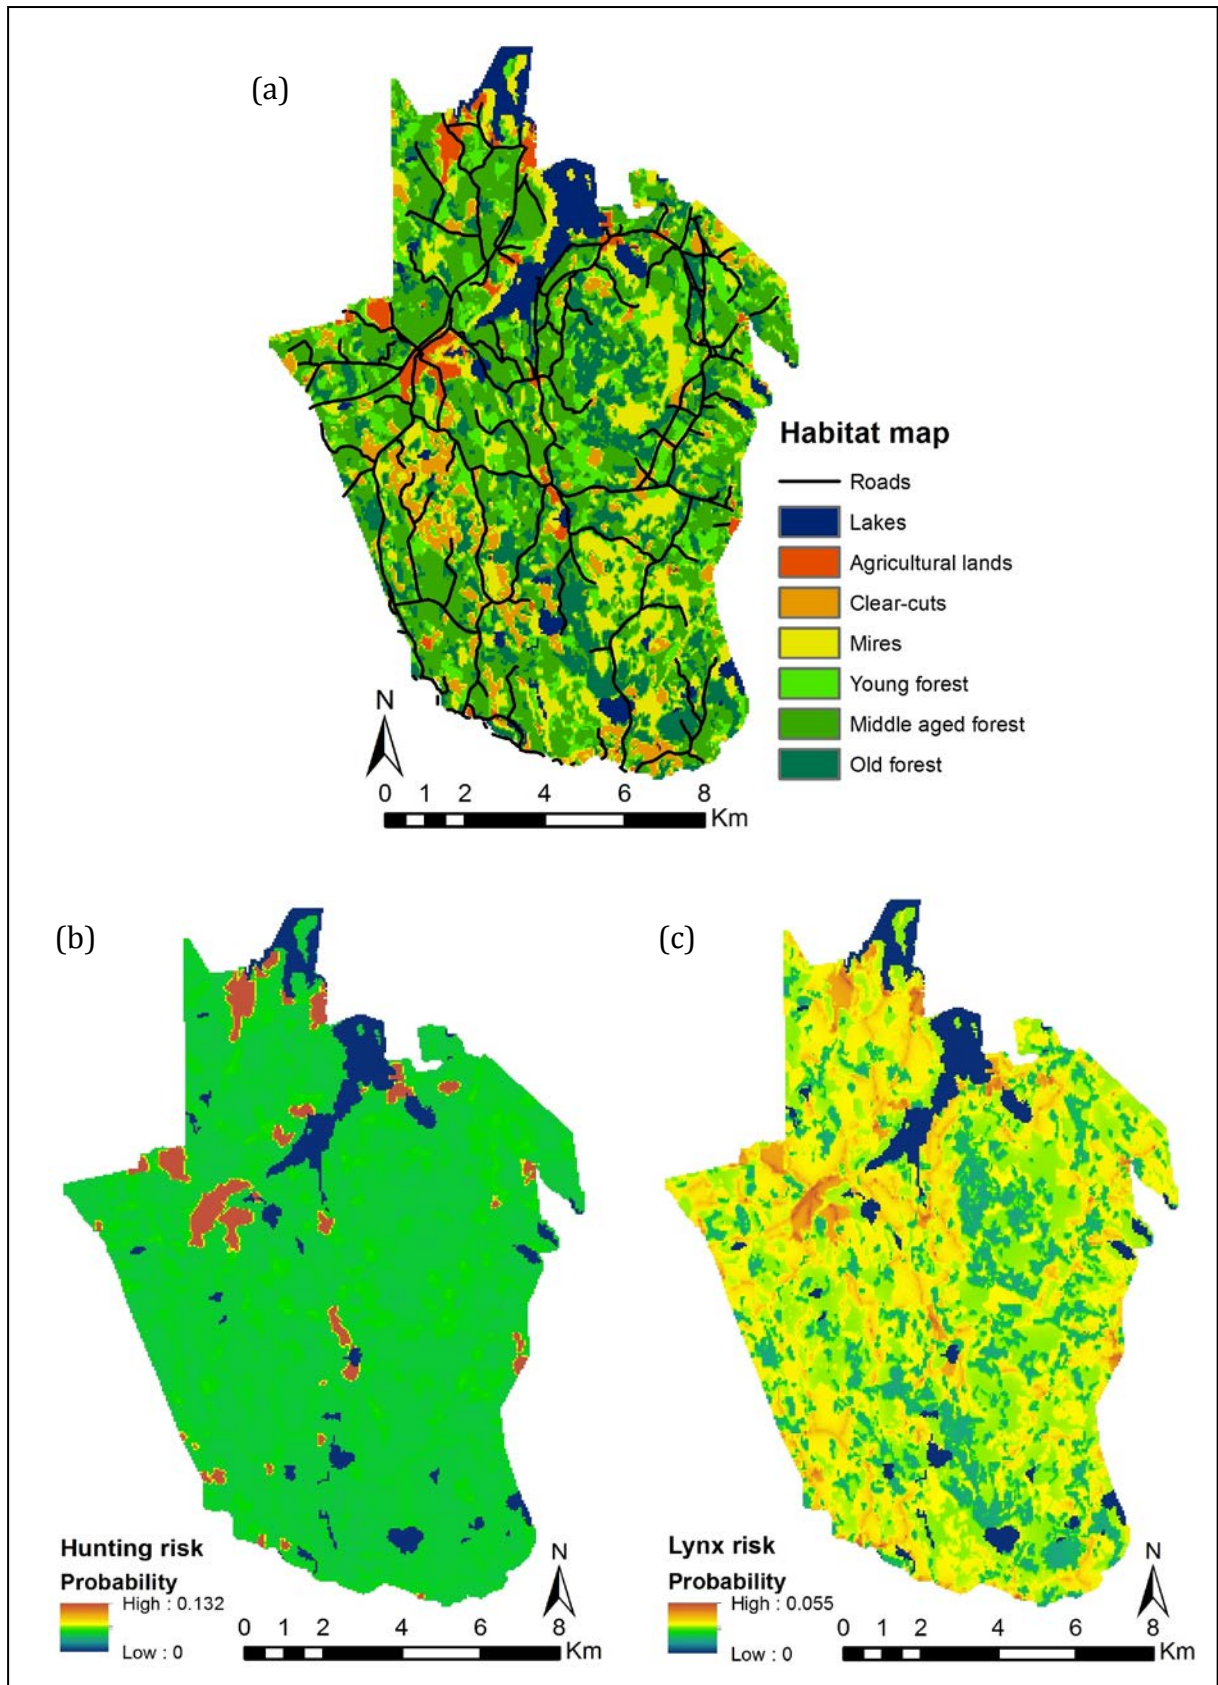 (a)
Habitat map
Roads
Lakes
Agricultural lands
Clear-cuts
Mires
Young forest
Middle aged forest
Old forest
N
0 1 2 4 6 8
Km
(b)
Hunting risk
Probability
High : 0.132
Low : 0
N
0 1 2 4 6 8
Km
(c)
Lynx risk
Probability
High : 0.055
Low : 0
N
0 1 2 4 6 8
Km